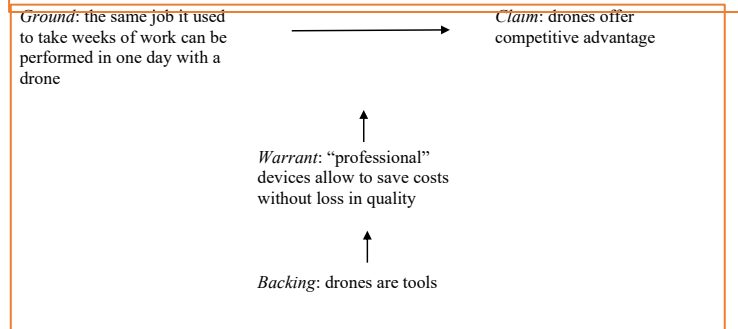 Ground: the same job it used
to take weeks of work can be
performed in one day with a
drone
Claim: drones offer
competitive advantage
Warrant: “professional”
devices allow to save costs
without loss in quality
Backing: drones are tools